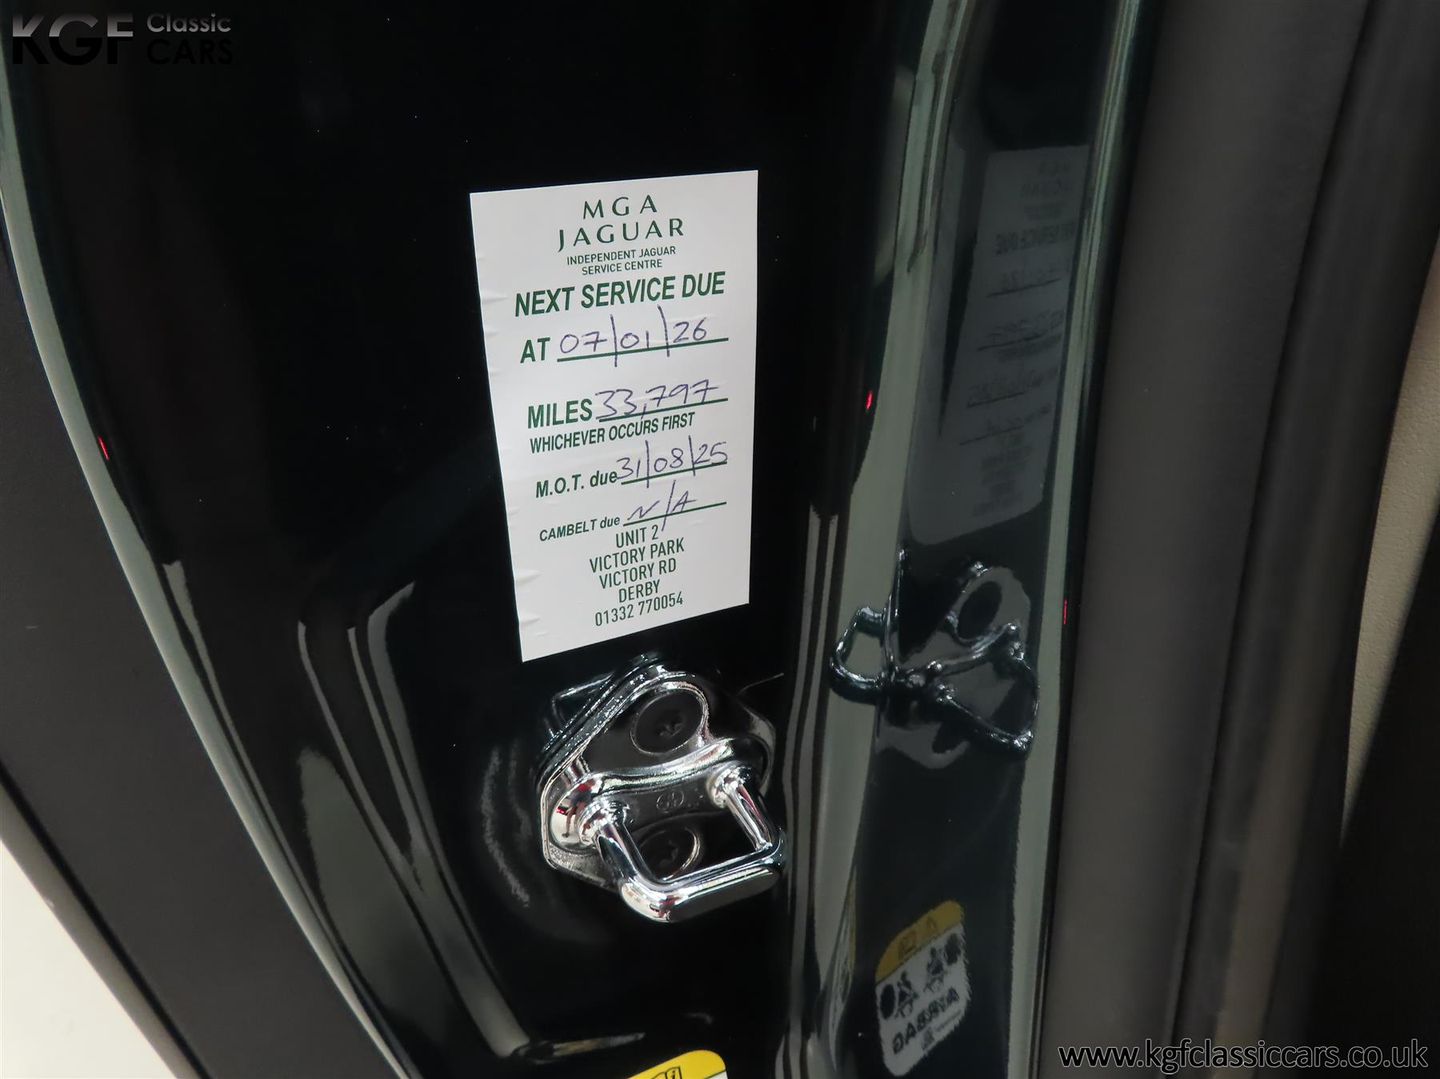 KGF Classic CARS
MGA
JAGUAR
INDEPENDENT JAGUAR
SERVICE CENTRE
NEXT SERVICE DUE
AT 07/01/26
MILES 33,797
WHICHEVER OCCURS FIRST
M.O.T. due 31/08/25
CAMBELT due N/A
UNIT 2
VICTORY PARK
VICTORY RD
DERBY
01332 770054
AIRBAG
www.kgfclassiccars.co.uk